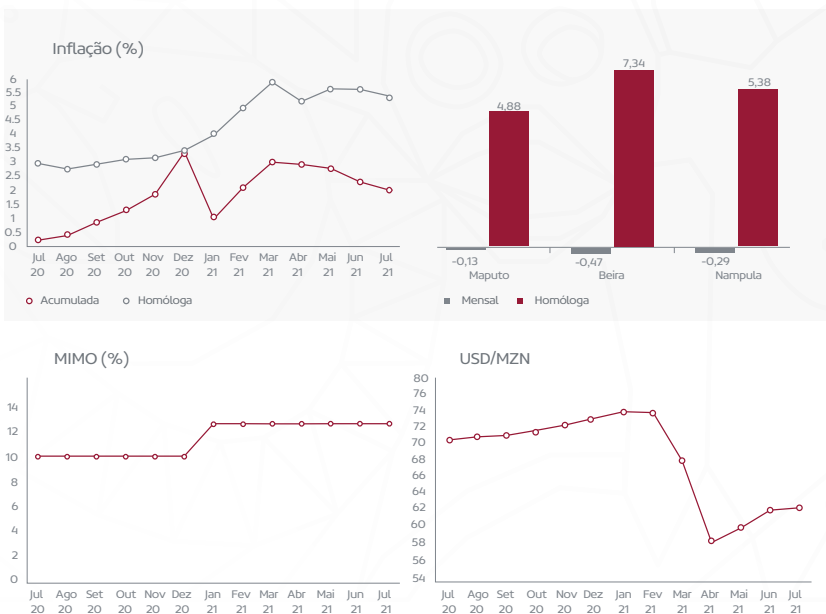 Inflação (%)
6
5.5
5
4.5
4
3.5
3
2.5
2
1.5
1
0.5
0
Jul Ago Set Out Nov Dez Jan Fev Mar Abr Mai Jun Jul
20 20 20 20 20 20 21 21 21 21 21 21 21
Acumulada Homóloga
4,88 7,34 5,38
-0,13 -0,47 -0,29
Maputo Beira Nampula
Mensal Homóloga
MIMO (%)
14
12
10
8
6
4
2
0
Jul Ago Set Out Nov Dez Jan Fev Mar Abr Mai Jun Jul
20 20 20 20 20 20 21 21 21 21 21 21 21
USD/MZN
80
76
74
72
70
68
66
64
62
60
58
56
54
Jul Ago Set Out Nov Dez Jan Fev Mar Abr Mai Jun Jul
20 20 20 20 20 20 21 21 21 21 21 21 21